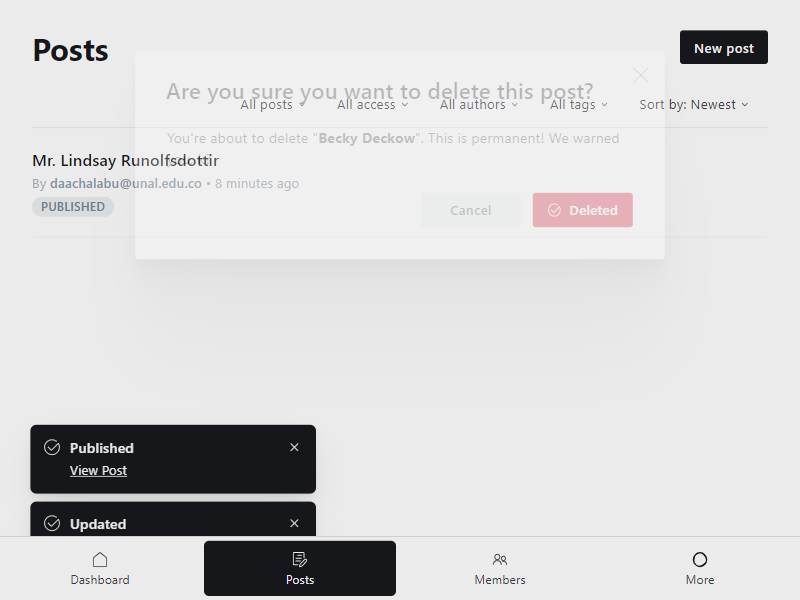 Posts
New post
Are you sure you want to delete this post?
All posts
All access
All authors
All tags
Sort by: Newest
You're about to delete "Becky Deckow". This is permanent! We warned
Mr. Lindsay Runolfsdottir
By daachalabu@unal.edu.co • 8 minutes ago
PUBLISHED
Cancel
Deleted
Published
View Post
Updated
Dashboard
Posts
Members
More